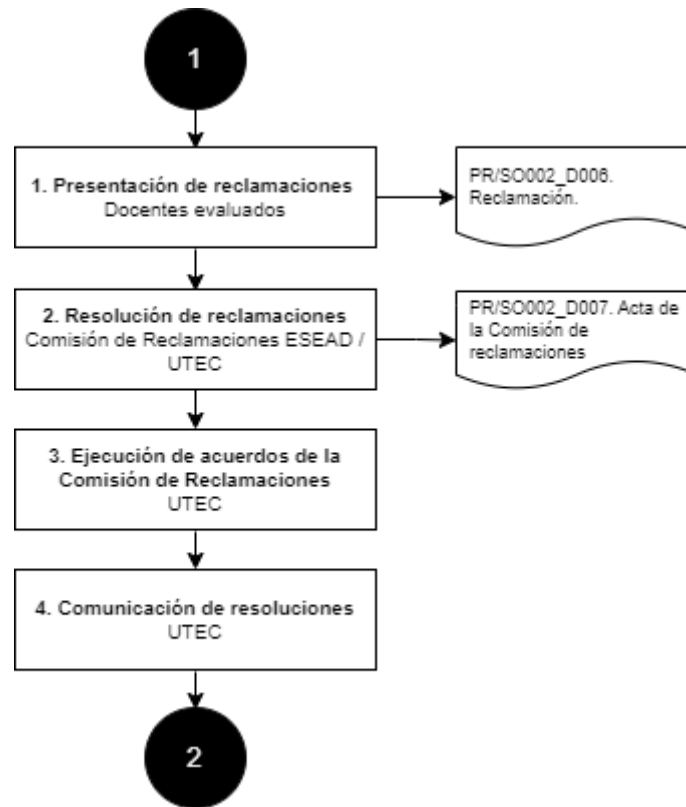 1
1. Presentación de reclamaciones
Docentes evaluados
PR/SO002_D006.
Reclamación.
2. Resolución de reclamaciones
Comisión de Reclamaciones ESEAD /
UTEC
PR/SO002_D007. Acta de
la Comisión de
reclamaciones
3. Ejecución de acuerdos de la
Comisión de Reclamaciones
UTEC
4. Comunicación de resoluciones
UTEC
2